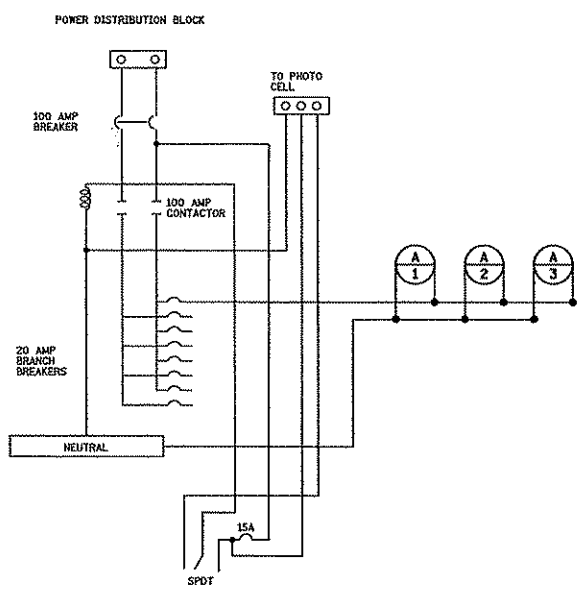 POWER DISTRIBUTION BLOCK
TO PHOTO
CELL
100 AMP
BREAKER
100 AMP
CONTACTOR
A
1
A
2
A
3
20 AMP
BRANCH
BREAKERS
NEUTRAL
15A
SPDT